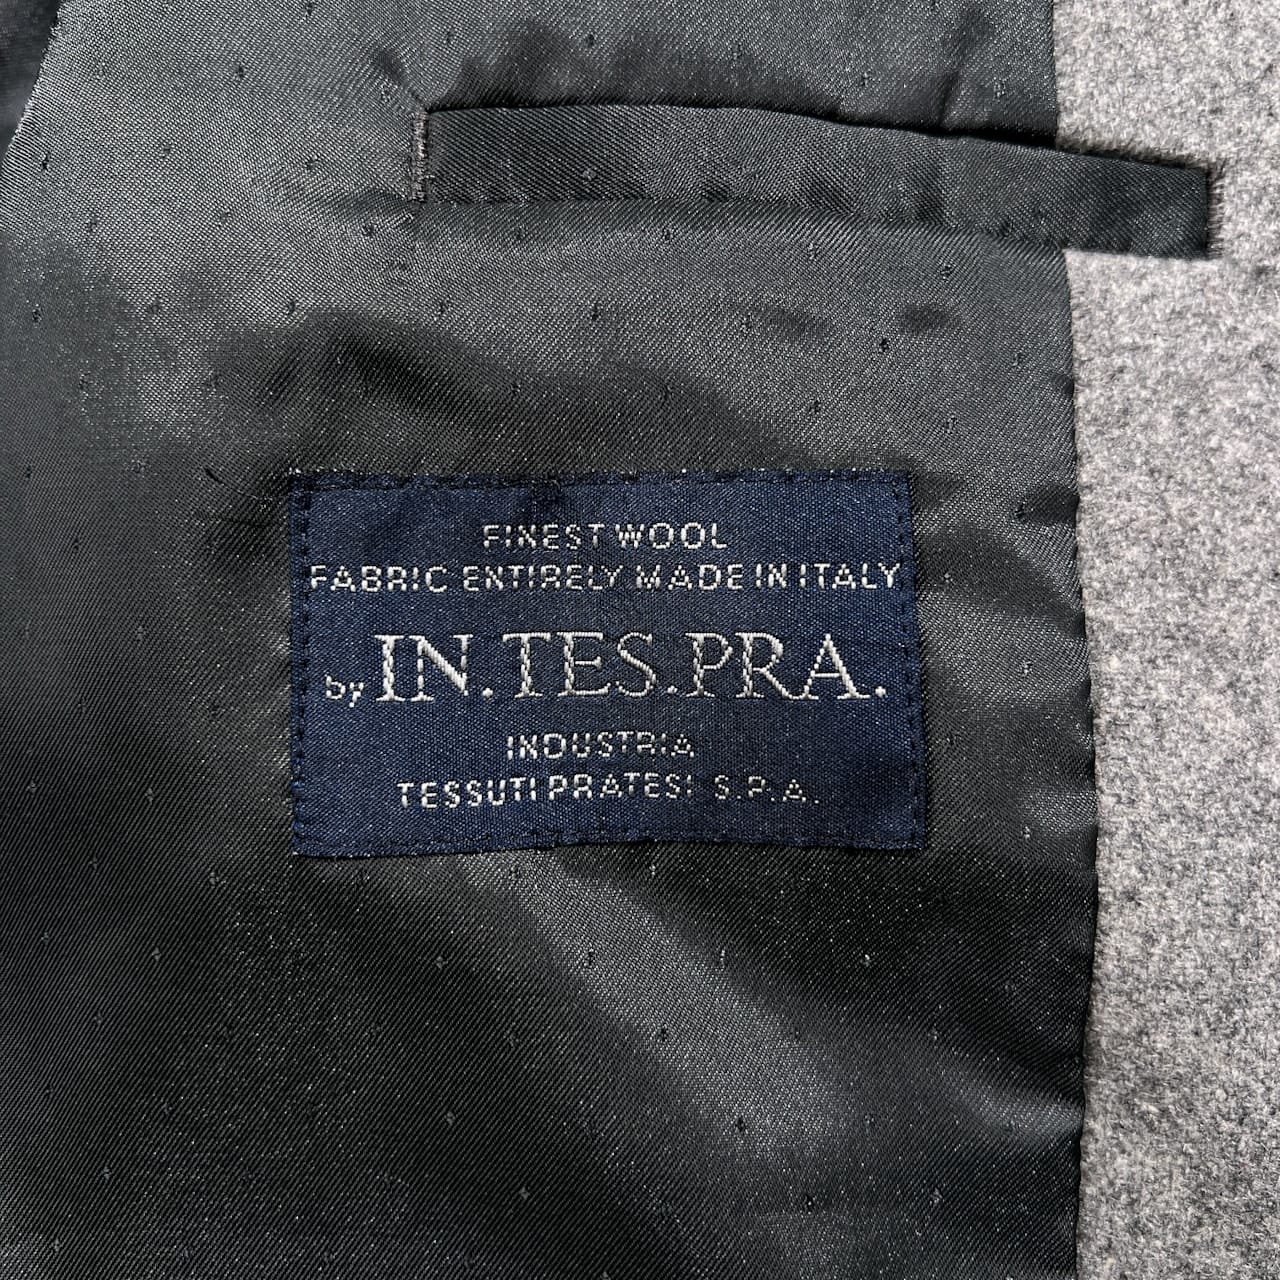 FINEST WOOL
FABRIC ENTIRELY MADE IN ITALY
by IN.TES.PRA.
INDUSTRIA
TESSUTI PRATESI S.P.A.